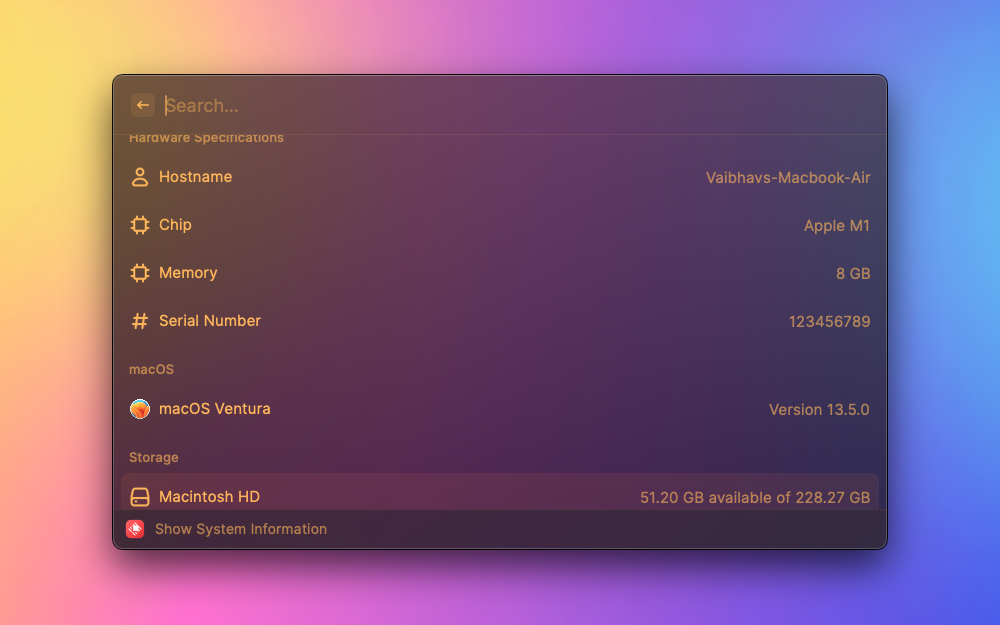 Search...
Hardware Specifications
Hostname Vaibhavs-Macbook-Air
Chip Apple M1
Memory 8 GB
Serial Number 123456789
macOS
macOS Ventura Version 13.5.0
Storage
Macintosh HD 51.20 GB available of 228.27 GB
Show System Information